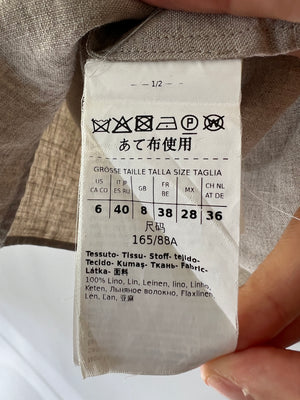 1/2
P
あて布使用
GRÖSSE TAILLE TALLA SIZE TAGLIA
US CA CO IT JP ES RU GB FR BE MX CH NL AT DE
6 40 8 38 28 36
尺码
165/88A
Tessuto- Tissu- Stoff- tejido-
Tecido- Kumaş- Ткань- Fabric-
Látka- 面料
100% Lino, Lin, Leinen, lino, Linho,
Keten, Льняное волокно, Flaxlinen,
Len, Lan, 亚麻